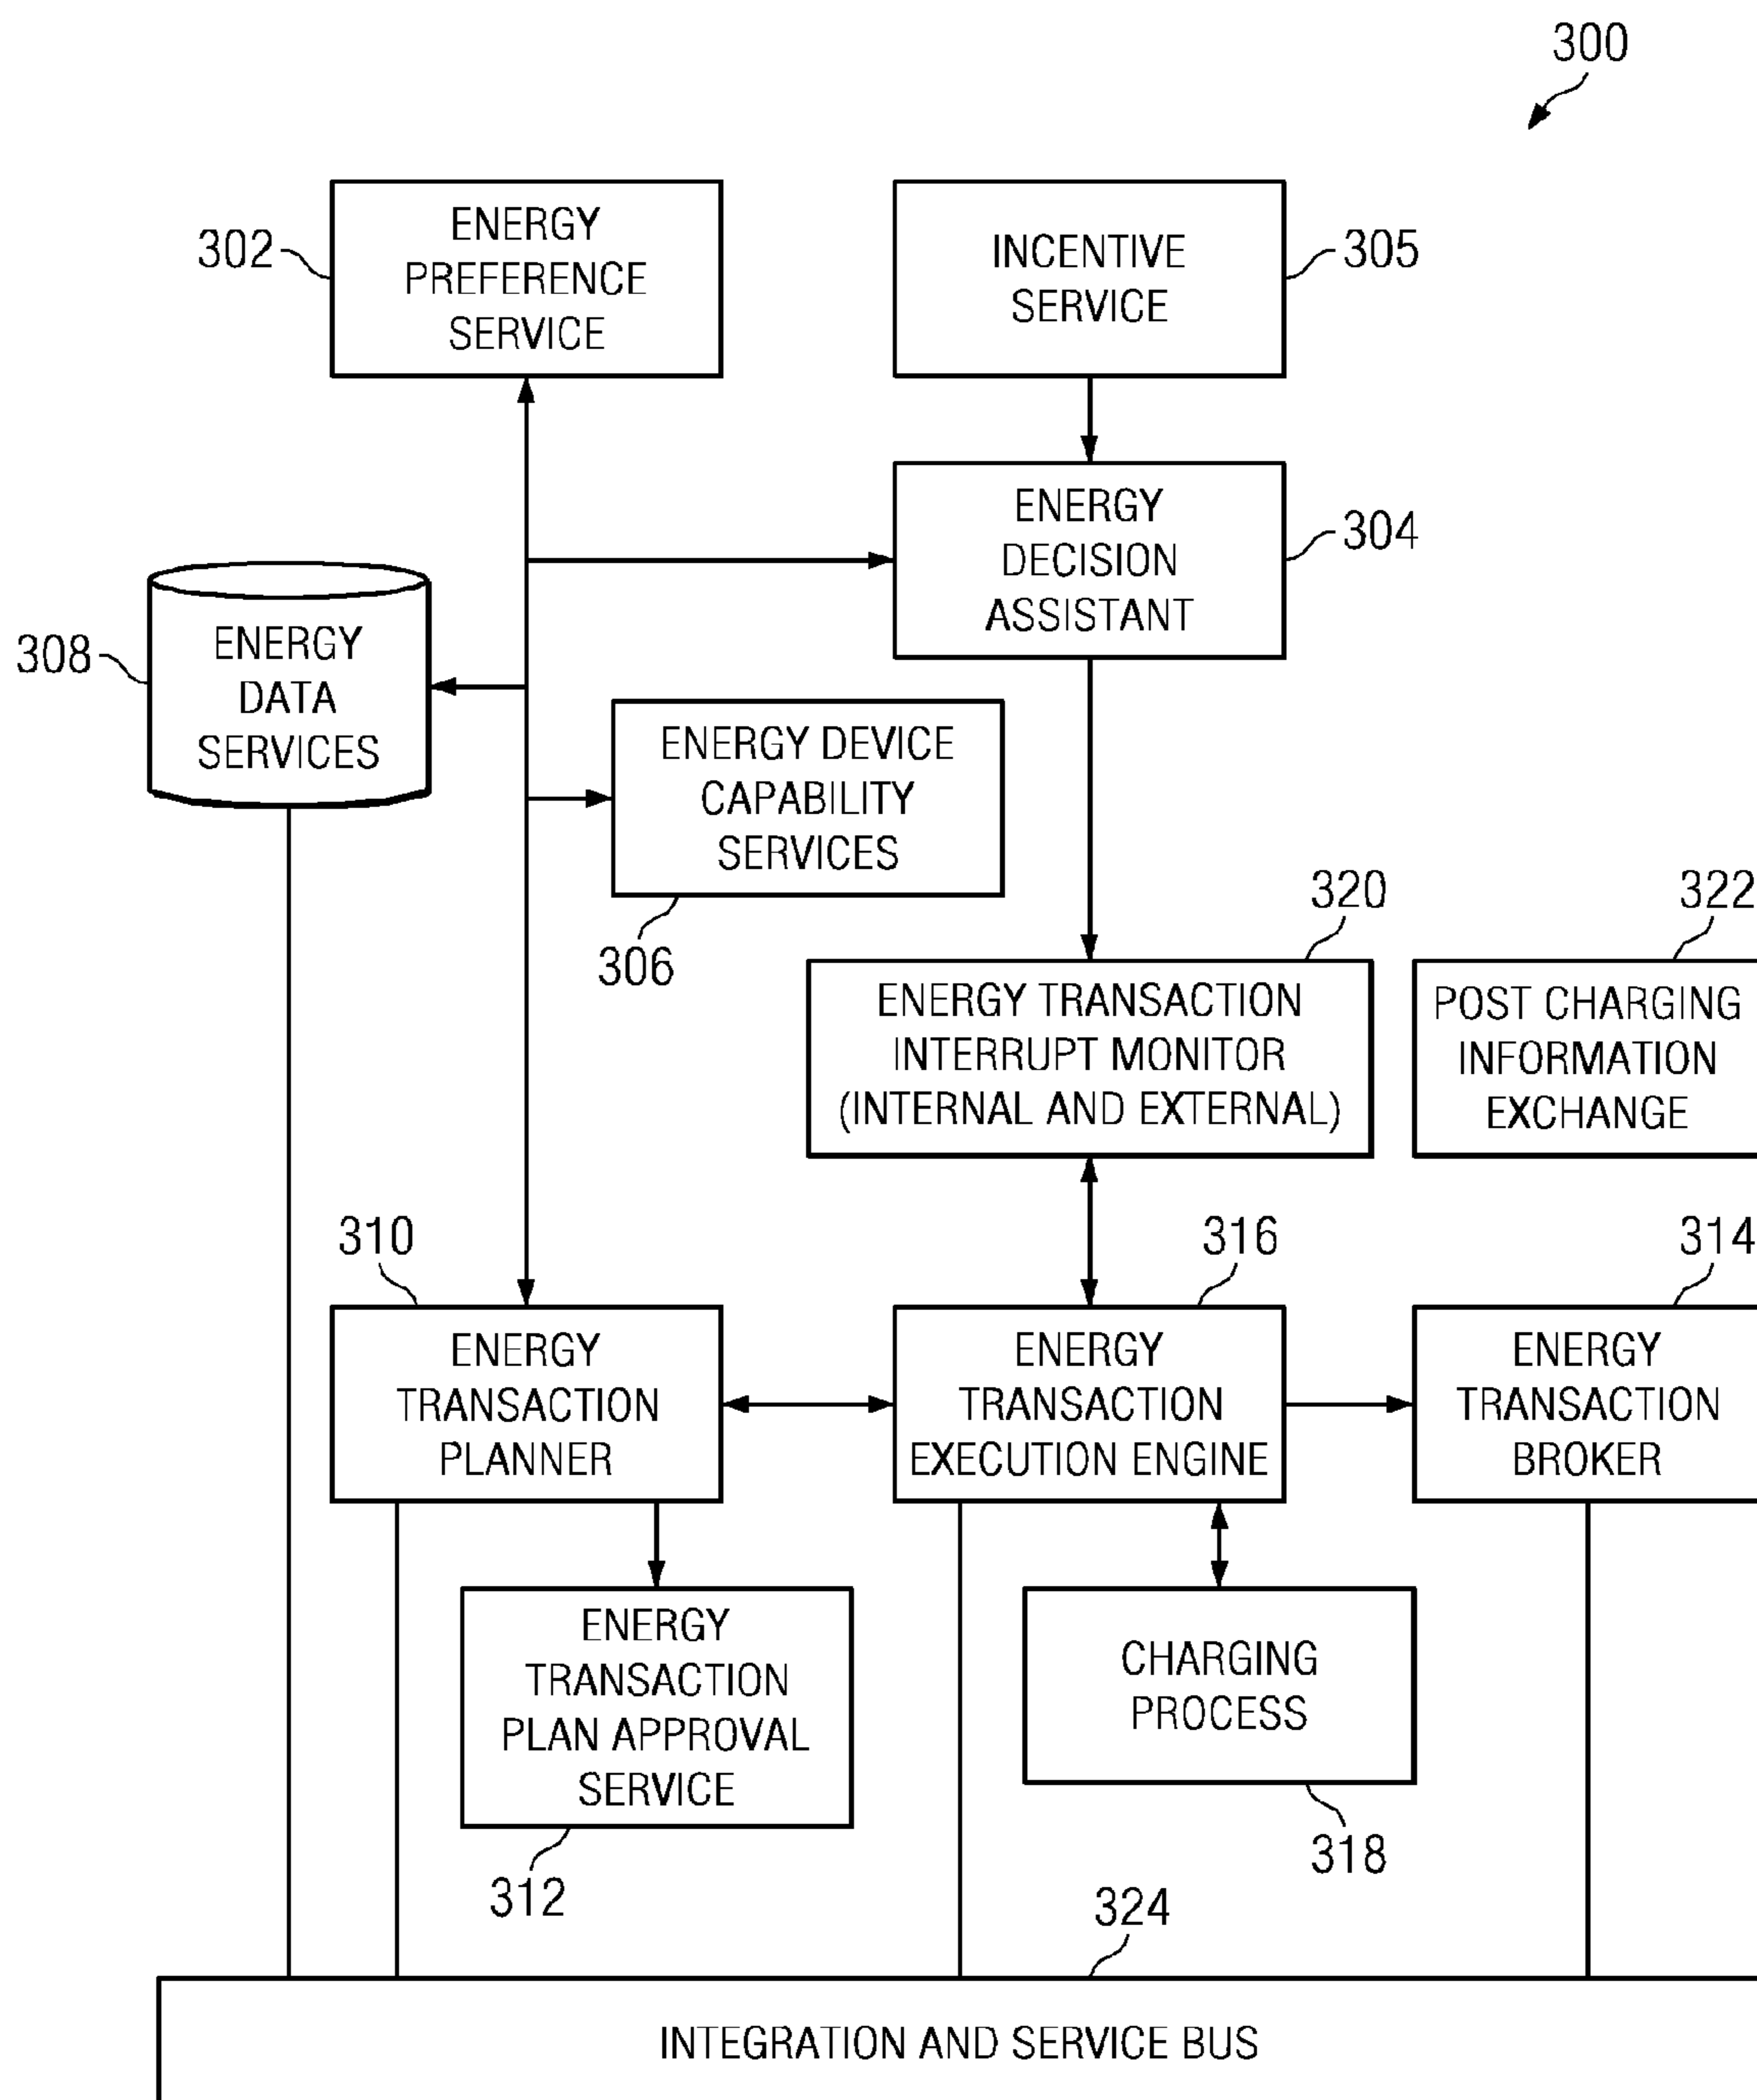 300
302
ENERGY
PREFERENCE
SERVICE
INCENTIVE
SERVICE
305
ENERGY
DECISION
ASSISTANT
304
308
ENERGY
DATA
SERVICES
ENERGY DEVICE
CAPABILITY
SERVICES
306
320
ENERGY TRANSACTION
INTERRUPT MONITOR
(INTERNAL AND EXTERNAL)
322
POST CHARGING
INFORMATION
EXCHANGE
310
ENERGY
TRANSACTION
PLANNER
316
ENERGY
TRANSACTION
EXECUTION ENGINE
314
ENERGY
TRANSACTION
BROKER
ENERGY
TRANSACTION
PLAN APPROVAL
SERVICE
312
CHARGING
PROCESS
318
324
INTEGRATION AND SERVICE BUS